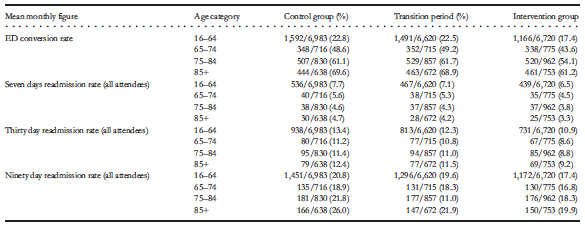 Mean monthly figure Age category Control group (%) Transition period (%) Intervention group (%)
ED conversion rate 16–64 1,592/6,983 (22.8) 1,491/6,620 (22.5) 1,166/6,720 (17.4)
65–74 348/716 (48.6) 352/715 (49.2) 338/775 (43.6)
75–84 507/830 (61.1) 529/857 (61.7) 520/962 (54.1)
85+ 444/638 (69.6) 463/672 (68.9) 461/753 (61.2)
Seven days readmission rate (all attendees) 16–64 536/6,983 (7.7) 467/6,620 (7.1) 439/6,720 (6.5)
65–74 40/716 (5.6) 38/715 (5.3) 35/775 (4.5)
75–84 38/830 (4.6) 37/857 (4.3) 37/962 (3.8)
85+ 30/638 (4.7) 28/672 (4.2) 25/753 (3.3)
Thirty day readmission rate (all attendees) 16–64 938/6,983 (13.4) 813/6,620 (12.3) 731/6,720 (10.9)
65–74 80/716 (11.2) 77/715 (10.8) 67/775 (8.6)
75–84 95/830 (11.4) 94/857 (11.0) 85/962 (8.8)
85+ 79/638 (12.4) 77/672 (11.5) 69/753 (9.2)
Ninety day readmission rate (all attendees) 16–64 1,451/6,983 (20.8) 1,296/6,620 (19.6) 1,172/6,720 (17.4)
65–74 135/716 (18.9) 131/715 (18.3) 130/775 (16.8)
75–84 181/830 (21.8) 177/857 (11.0) 176/962 (18.3)
85+ 166/638 (26.0) 147/672 (21.9) 150/753 (19.9)